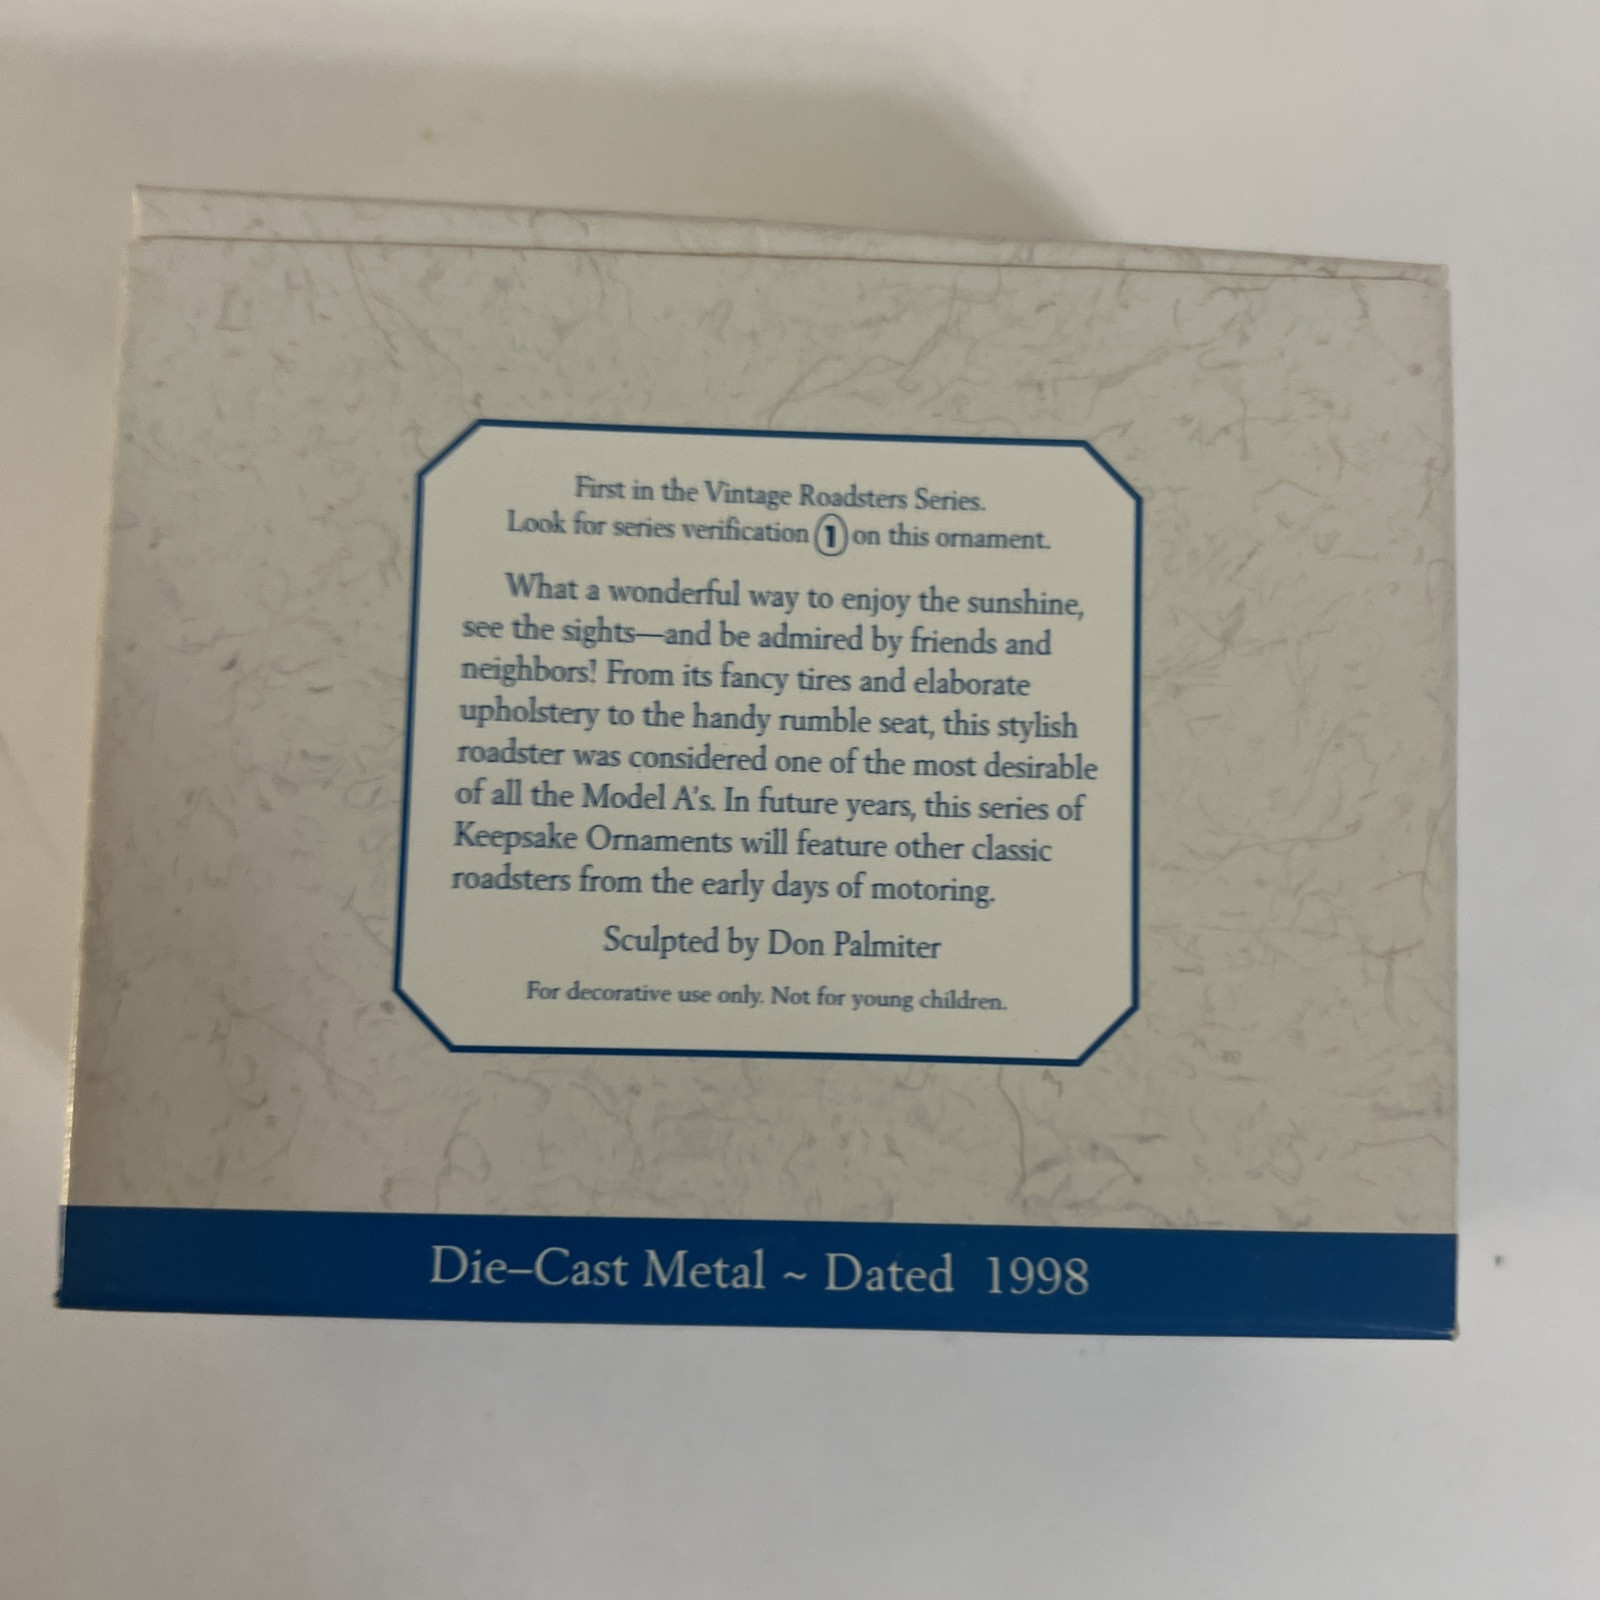 First in the Vintage Roadsters Series.
Look for series verification 1 on this ornament.
What a wonderful way to enjoy the sunshine,
see the sights—and be admired by friends and
neighbors! From its fancy tires and elaborate
upholstery to the handy rumble seat, this stylish
roadster was considered one of the most desirable
of all the Model A's. In future years, this series of
Keepsake Ornaments will feature other classic
roadsters from the early days of motoring.
Sculpted by Don Palmiter
For decorative use only. Not for young children.
Die–Cast Metal ~ Dated 1998